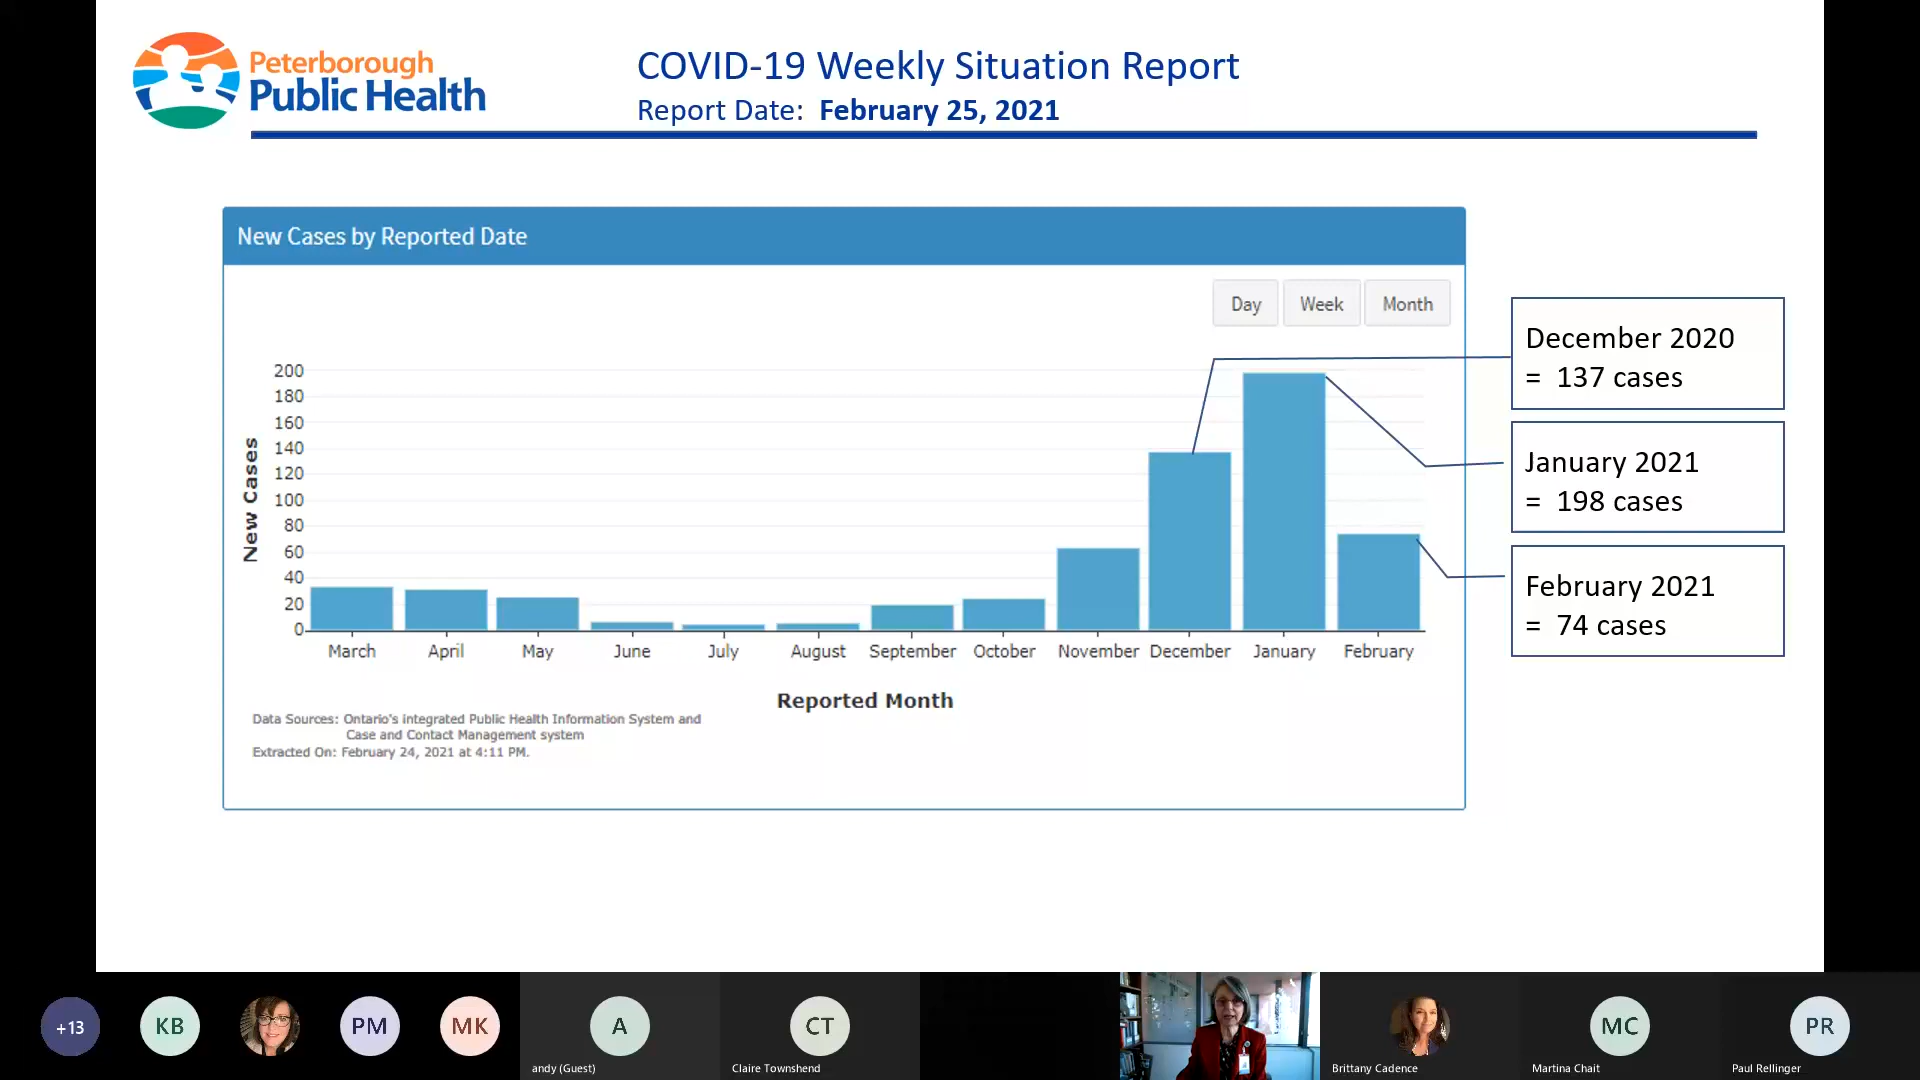 Peterborough
Public Health
COVID-19 Weekly Situation Report
Report Date: February 25, 2021
New Cases by Reported Date
Day Week Month
200
180
160
140
120
100
80
60
40
20
0
New Cases
March April May June July August September October November December January February
Reported Month
Data Sources: Ontario's integrated Public Health Information System and
Case and Contact Management system
Extracted On: February 24, 2021 at 4:11 PM.
December 2020
= 137 cases
January 2021
= 198 cases
February 2021
= 74 cases
+13 KB PM MK A CT MC PR
andy (Guest) Claire Townshend Brittany Cadence Martina Chait Paul Rellinger